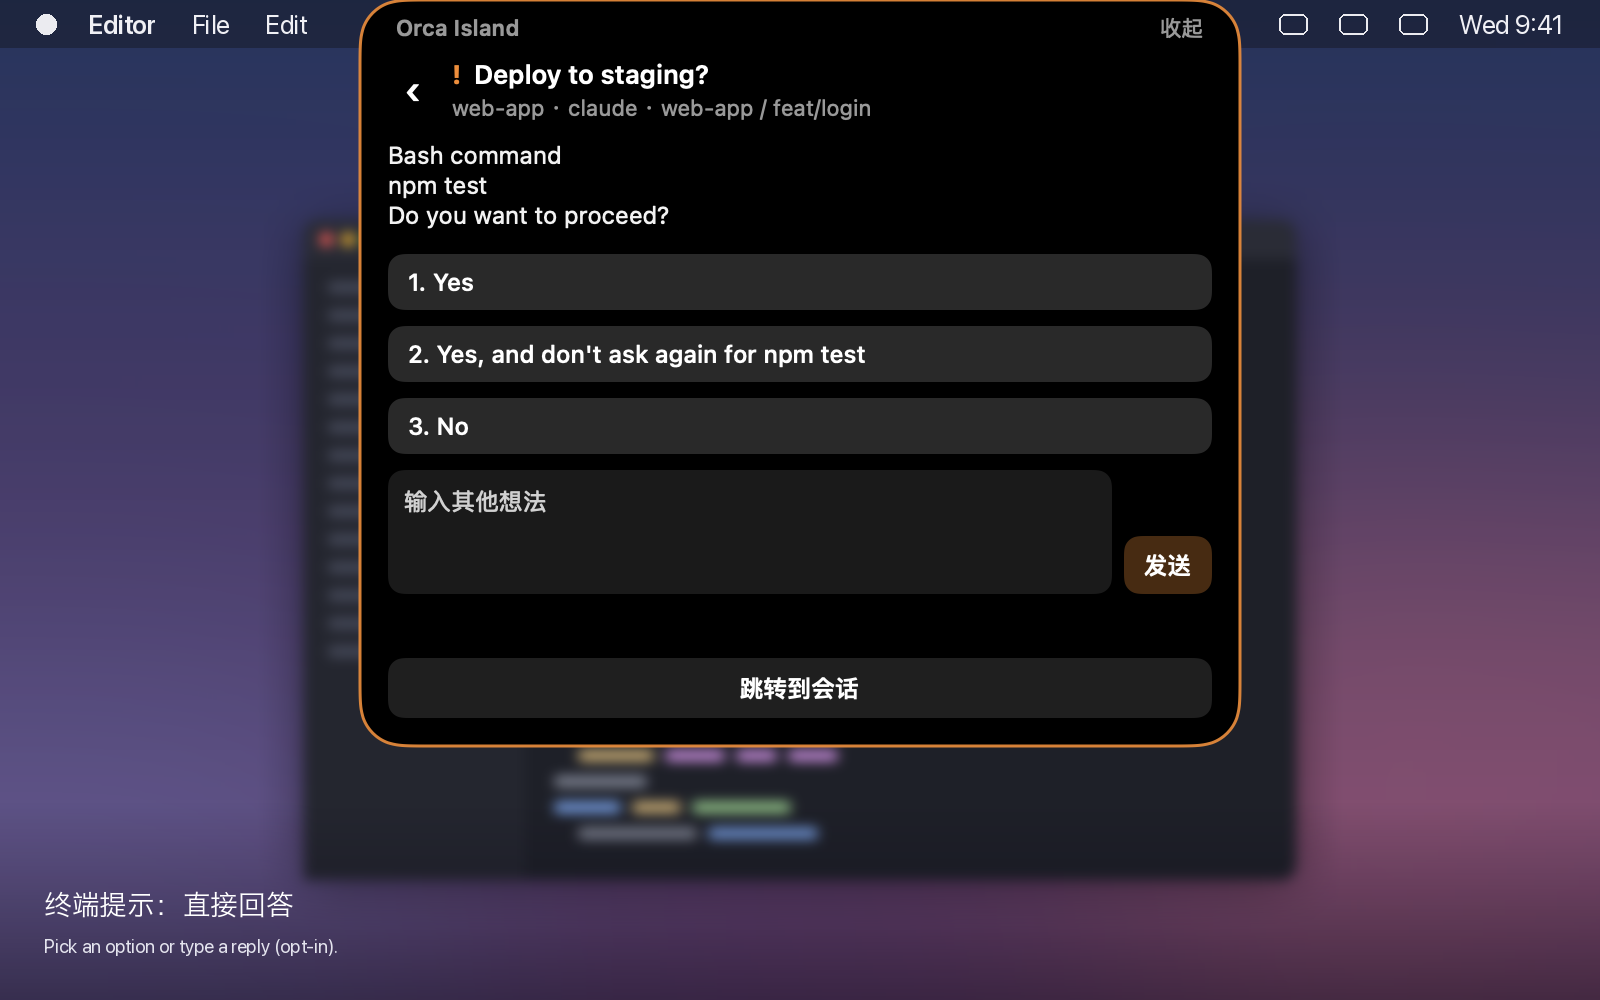 Editor File Edit
Wed 9:41
Orca Island
收起
! Deploy to staging?
web-app · claude · web-app / feat/login
Bash command
npm test
Do you want to proceed?
1. Yes
2. Yes, and don't ask again for npm test
3. No
输入其他想法
发送
跳转到会话
终端提示：直接回答
Pick an option or type a reply (opt-in).